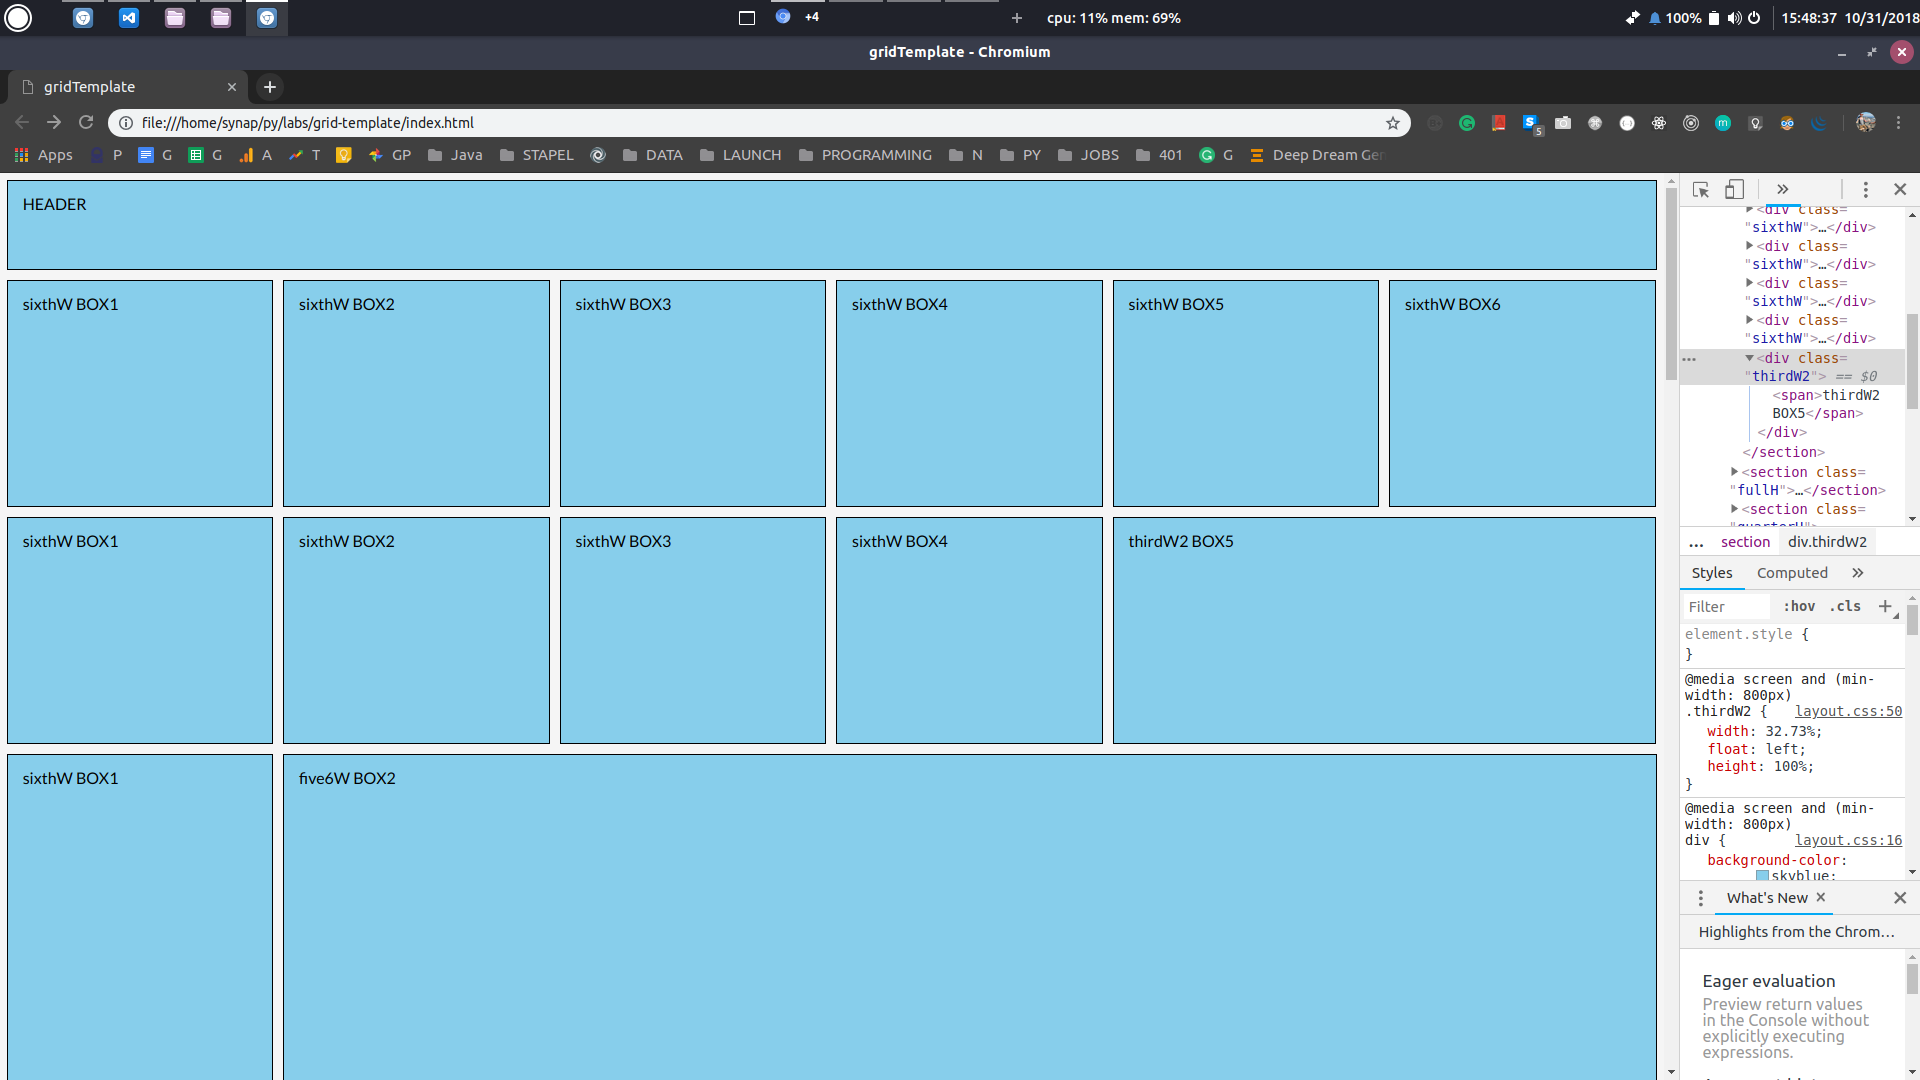 +4
cpu: 11% mem: 69%
100%
15:48:37 10/31/2018
gridTemplate - Chromium
gridTemplate
file:///home/synap/py/labs/grid-template/index.html
5
m
Apps P G G A T GP Java STAPEL DATA LAUNCH PROGRAMMING N PY JOBS 401 G Deep Dream Ger
HEADER
sixthW BOX1 sixthW BOX2 sixthW BOX3 sixthW BOX4 sixthW BOX5 sixthW BOX6
sixthW BOX1 sixthW BOX2 sixthW BOX3 sixthW BOX4 thirdW2 BOX5
sixthW BOX1 five6W BOX2
<div class=
"sixthW">…</div>
<div class=
"sixthW">…</div>
<div class=
"sixthW">…</div>
<div class=
"sixthW">…</div>
<div class=
"thirdW2"> == $0
<span>thirdW2
BOX5</span>
</div>
</section>
<section class=
"fullH">…</section>
<section class=
"quarterH">
... section div.thirdW2
Styles Computed
Filter :hov .cls +
element.style {
}
@media screen and (min-
width: 800px)
.thirdW2 { layout.css:50
width: 32.73%;
float: left;
height: 100%;
}
@media screen and (min-
width: 800px)
div { layout.css:16
background-color:
skyblue;
What's New
Highlights from the Chrom…
Eager evaluation
Preview return values
in the Console without
explicitly executing
expressions.